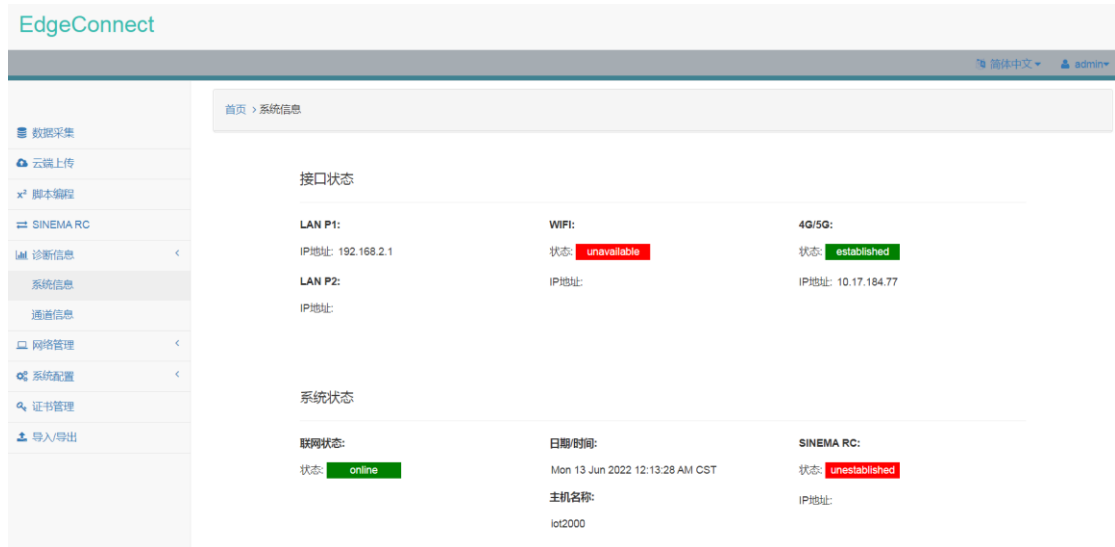 EdgeConnect
简体中文 admin
首页 >系统信息
数据采集
云端上传
x² 脚本编程
SINEMA RC
诊断信息
系统信息
通道信息
网络管理
系统配置
证书管理
导入/导出
接口状态
LAN P1: WIFI: 4G/5G:
IP地址: 192.168.2.1 状态: unavailable 状态: established
LAN P2: IP地址: IP地址: 10.17.184.77
IP地址:
系统状态
联网状态: 日期/时间: SINEMA RC:
状态: online Mon 13 Jun 2022 12:13:28 AM CST 状态: unestablished
主机名称: IP地址:
iot2000